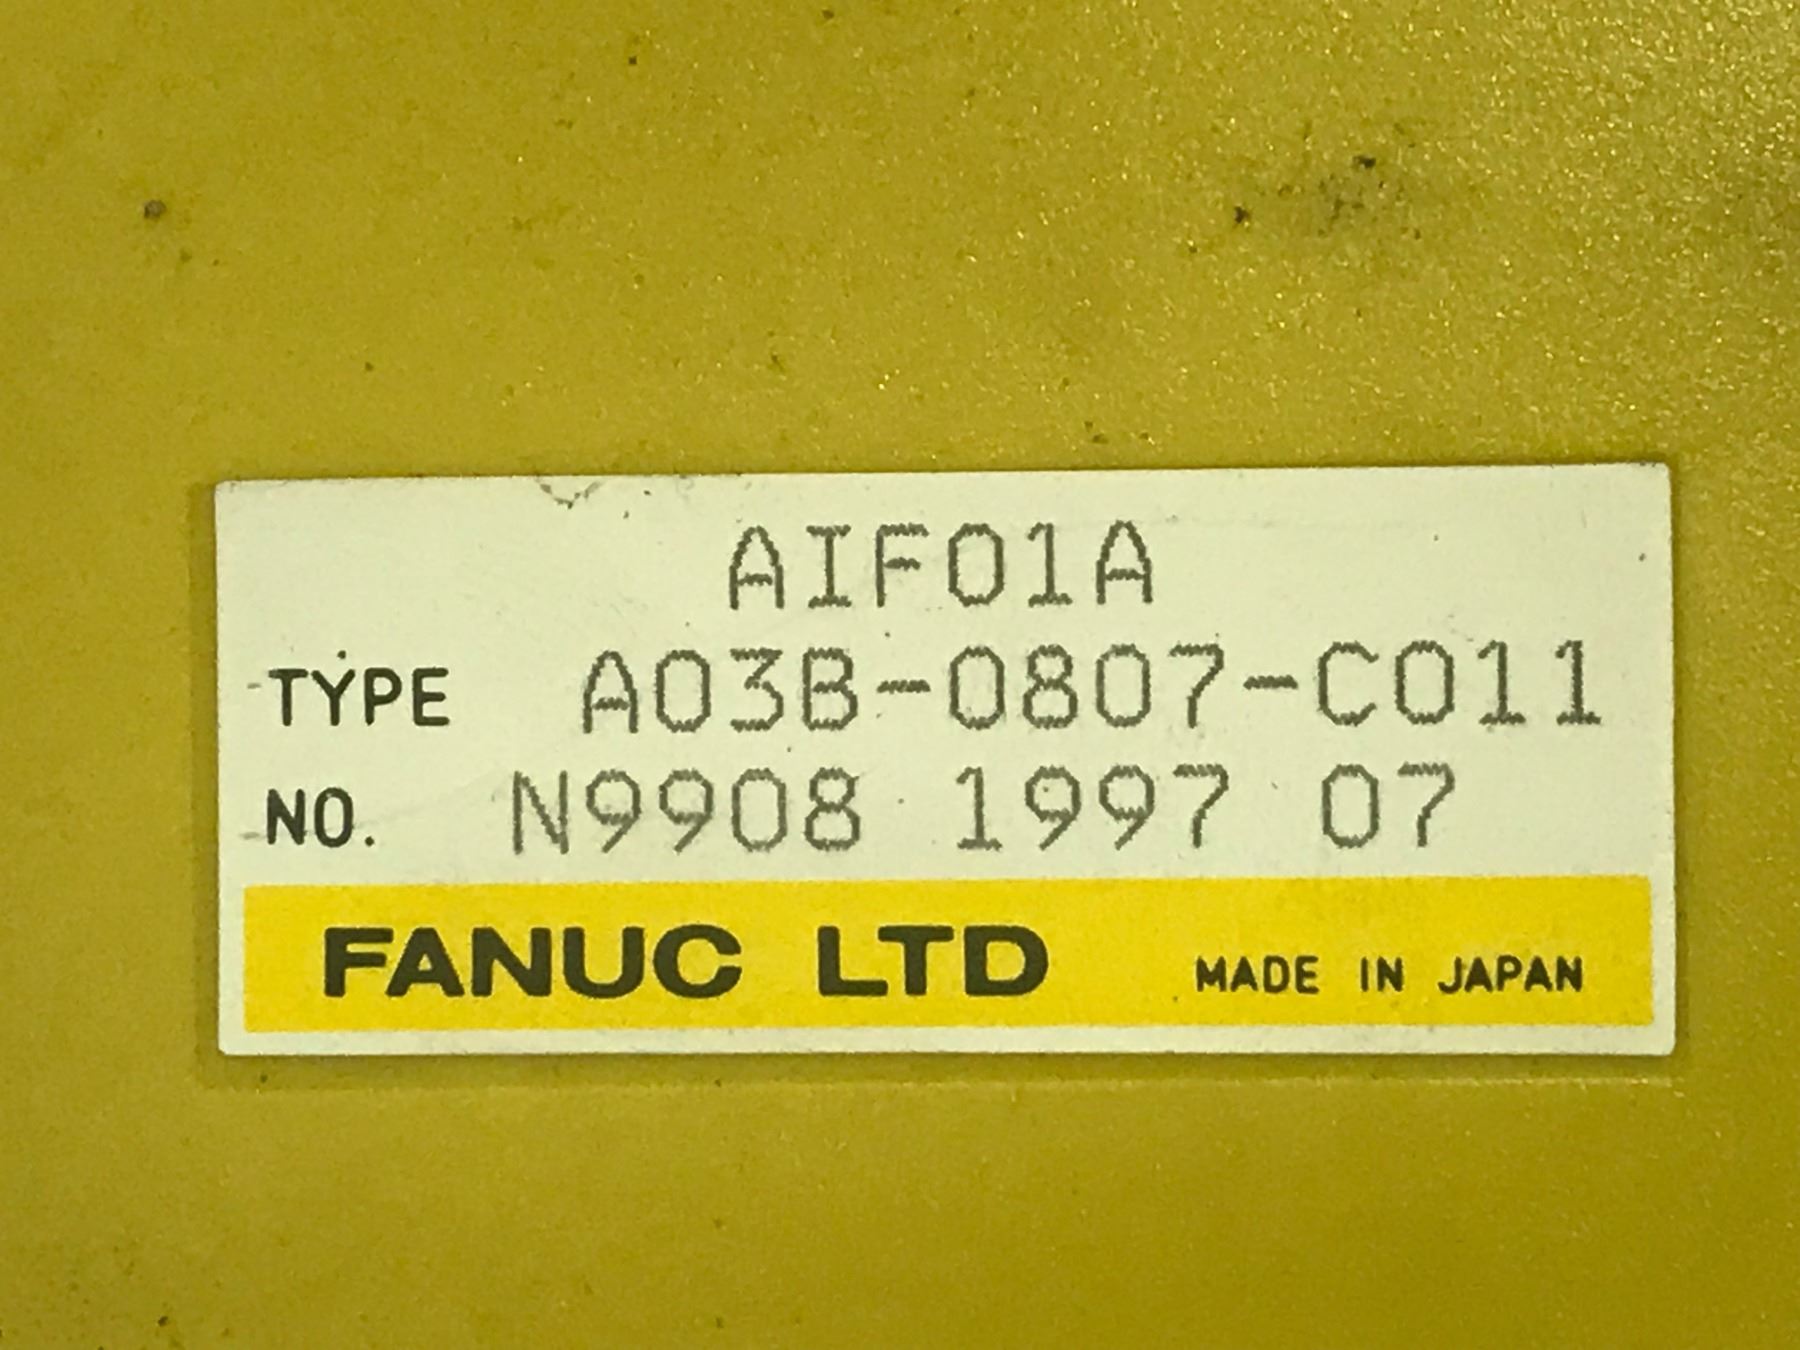 AIF01A
TYPE A03B-0807-C011
NO. N9908 1997 07
FANUC LTD MADE IN JAPAN